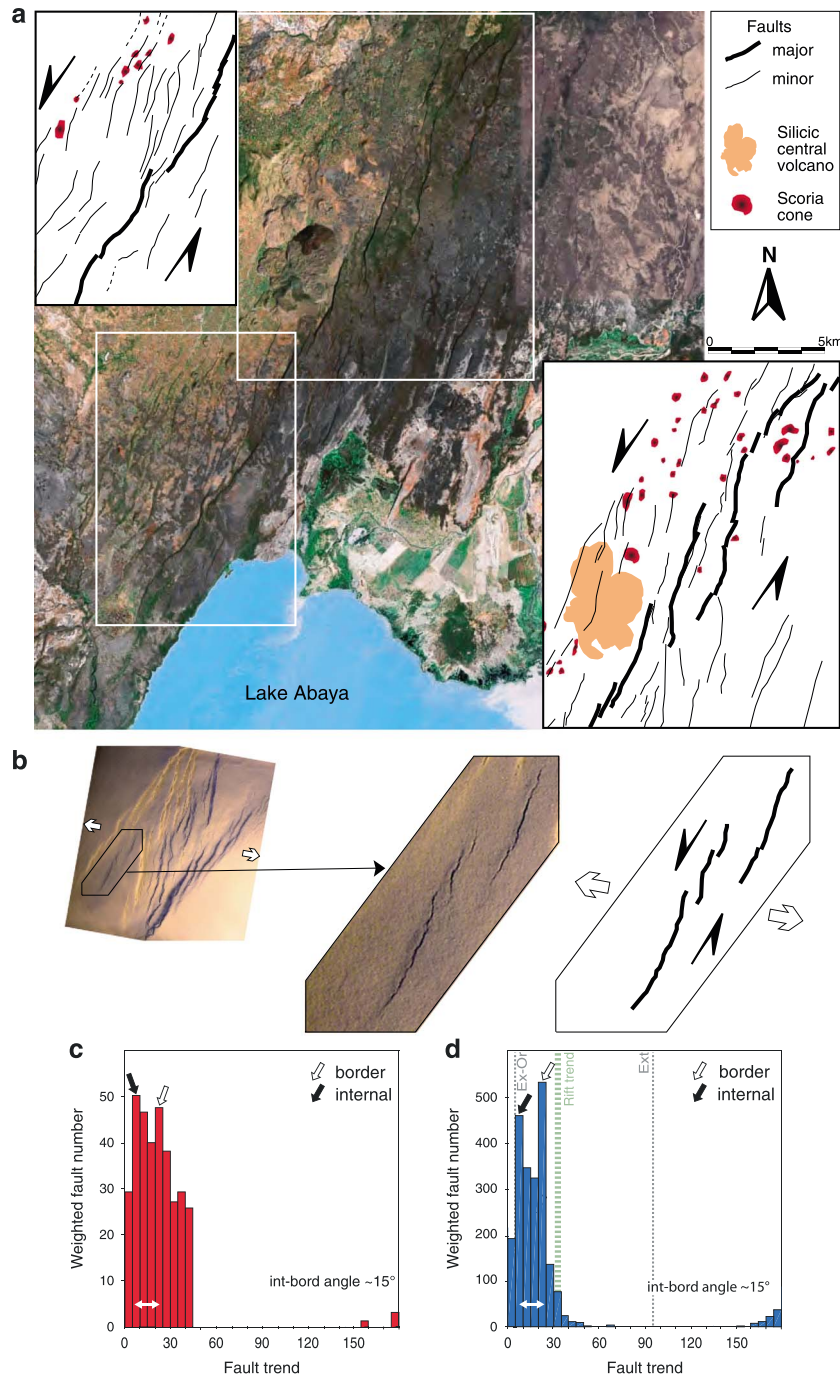 a
Faults
major
minor
Silicic
central
volcano
Scoria
cone
N
0 5km
Lake Abaya
b
c
border
internal
Weighted fault number
50
40
30
20
10
0
int-bord angle ~15°
0 30 60 90 120 150
Fault trend
d
Ex-Or
Rift trend
Ext
border
internal
Weighted fault number
500
400
300
200
100
0
int-bord angle ~15°
0 30 60 90 120 150
Fault trend